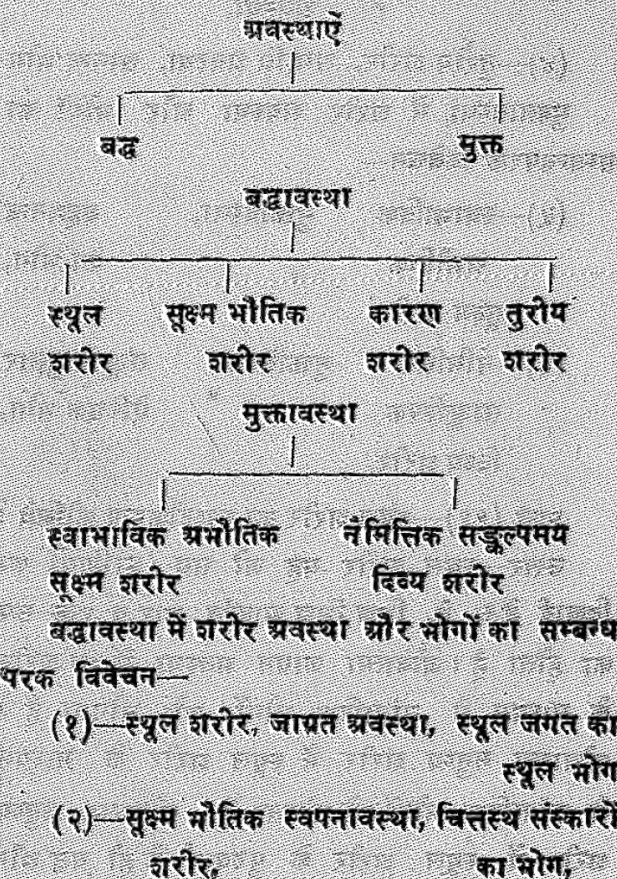 अवस्थाएँ
बद्ध मुक्त
बद्धावस्था
स्थूल सूक्ष्म भौतिक कारण तुरीय
शरीर शरीर शरीर शरीर
मुक्तावस्था
स्वाभाविक अभौतिक नैमित्तिक सङ्कल्पमय
सूक्ष्म शरीर दिव्य शरीर
बद्धावस्था में शरीर अवस्था और भोगों का सम्बन्ध
परक विवेचन—
(१)—स्थूल शरीर, जाग्रत अवस्था, स्थूल जगत का
स्थूल भोग
(२)—सूक्ष्म भौतिक स्वपनावस्था, चित्तस्थ संस्कारों
शरीर, का भोग,